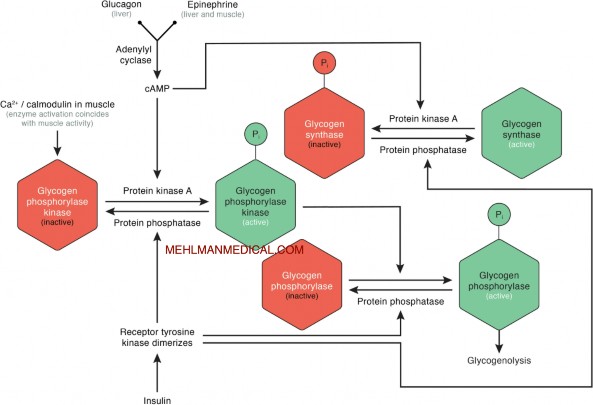 Glucagon
(liver)
Epinephrine
(liver and muscle)
Adenylyl
cyclase
cAMP
Ca²⁺ / calmodulin in muscle
(enzyme activation coincides
with muscle activity)
Pi
Glycogen
synthase
(inactive)
Protein kinase A
Protein phosphatase
Glycogen
synthase
(active)
Glycogen
phosphorylase
kinase
(inactive)
Protein kinase A
Protein phosphatase
Pi
Glycogen
phosphorylase
kinase
(active)
MEHLMANMEDICAL.COM
Glycogen
phosphorylase
(inactive)
Protein phosphatase
Pi
Glycogen
phosphorylase
(active)
Glycogenolysis
Receptor tyrosine
kinase dimerizes
Insulin